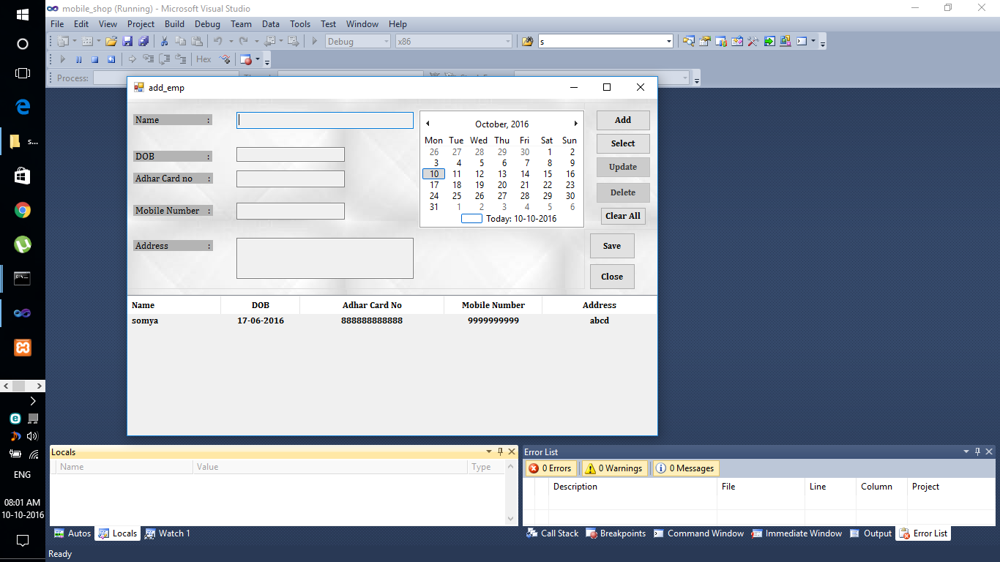 mobile_shop (Running) - Microsoft Visual Studio
File Edit View Project Build Debug Team Data Tools Test Window Help
Debug x86 s
Hex
Process:
add_emp
Name :
DOB :
Adhar Card no :
Mobile Number :
Address :
October, 2016
Mon Tue Wed Thu Fri Sat Sun
26 27 28 29 30 1 2
3 4 5 6 7 8 9
10 11 12 13 14 15 16
17 18 19 20 21 22 23
24 25 26 27 28 29 30
31 1 2 3 4 5 6
Today: 10-10-2016
Add
Select
Update
Delete
Clear All
Save
Close
Name DOB Adhar Card No Mobile Number Address
somya 17-06-2016 888888888888 9999999999 abcd
s...
ENG
08:01 AM
10-10-2016
Locals
Name Value Type
Autos Locals Watch 1
Error List
0 Errors 0 Warnings 0 Messages
Description File Line Column Project
Call Stack Breakpoints Command Window Immediate Window Output Error List
Ready